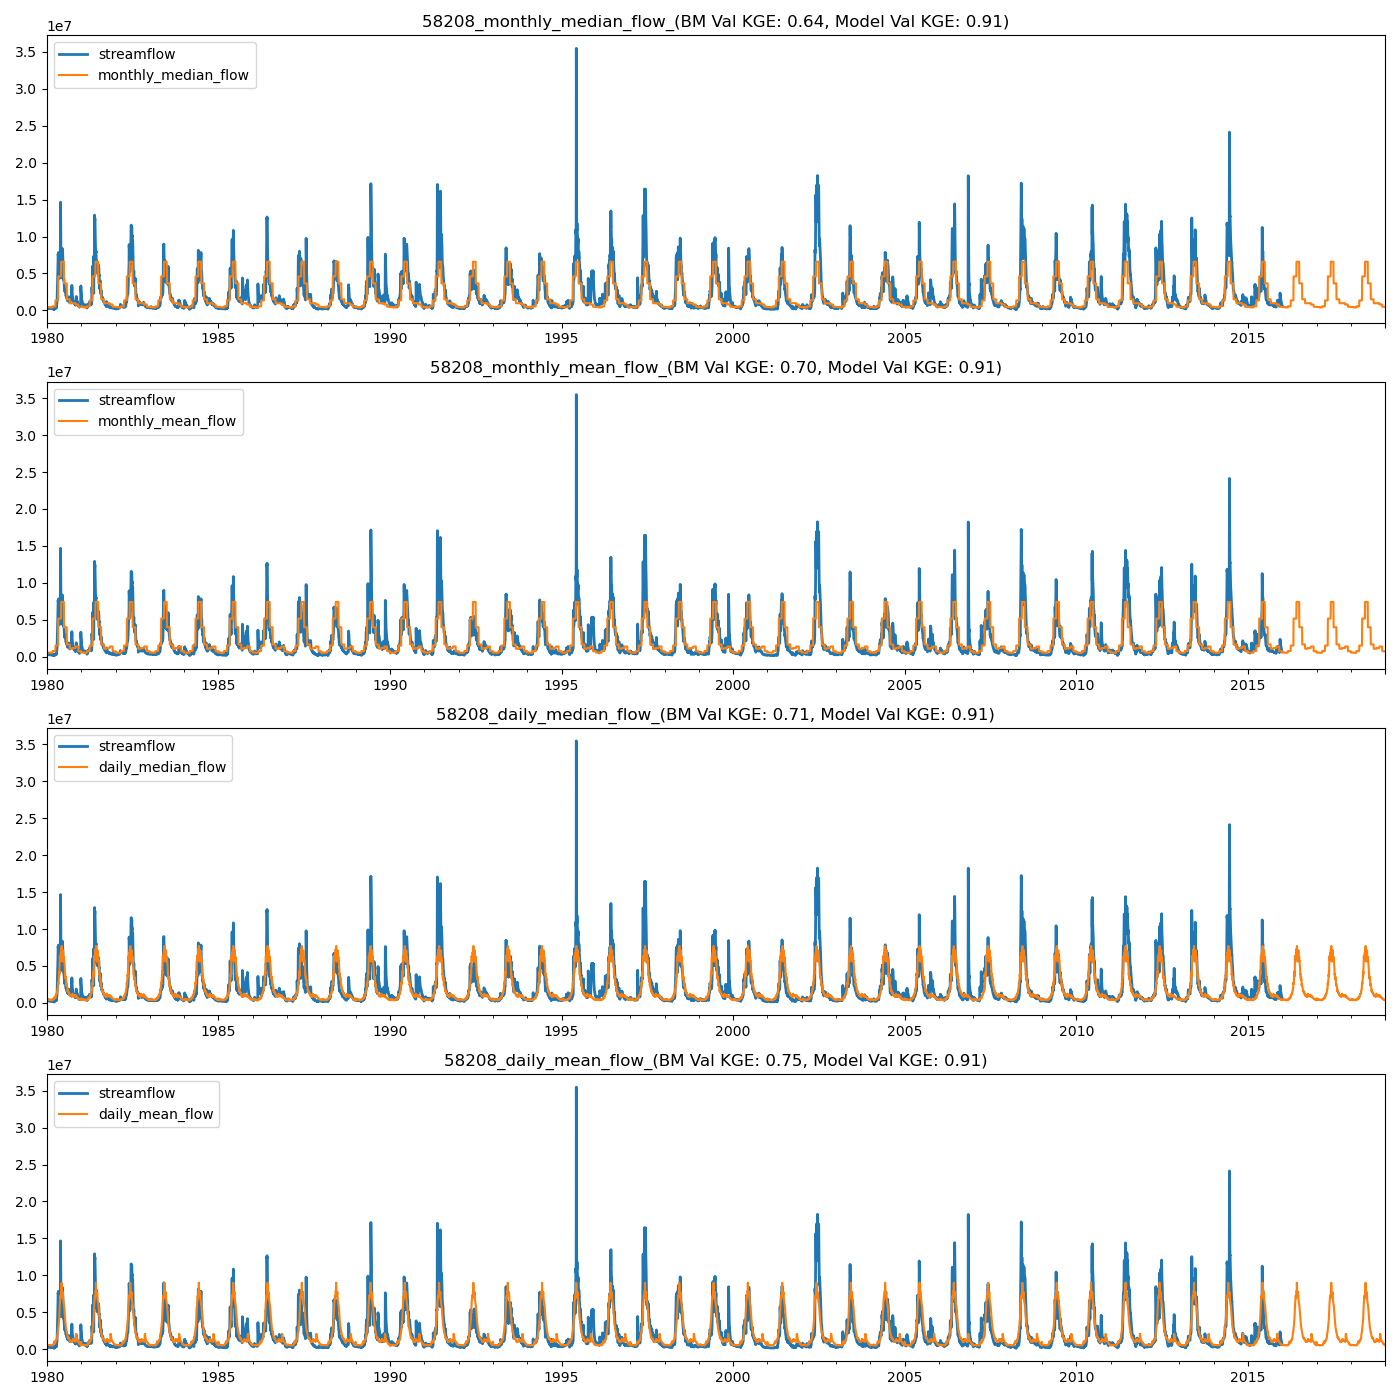 58208_monthly_median_flow_(BM Val KGE: 0.64, Model Val KGE: 0.91)
1e7
streamflow
monthly_median_flow
3.5
3.0
2.5
2.0
1.5
1.0
0.5
0.0
1980 1985 1990 1995 2000 2005 2010 2015
58208_monthly_mean_flow_(BM Val KGE: 0.70, Model Val KGE: 0.91)
1e7
streamflow
monthly_mean_flow
3.5
3.0
2.5
2.0
1.5
1.0
0.5
0.0
1980 1985 1990 1995 2000 2005 2010 2015
58208_daily_median_flow_(BM Val KGE: 0.71, Model Val KGE: 0.91)
1e7
streamflow
daily_median_flow
3.5
3.0
2.5
2.0
1.5
1.0
0.5
0.0
1980 1985 1990 1995 2000 2005 2010 2015
58208_daily_mean_flow_(BM Val KGE: 0.75, Model Val KGE: 0.91)
1e7
streamflow
daily_mean_flow
3.5
3.0
2.5
2.0
1.5
1.0
0.5
0.0
1980 1985 1990 1995 2000 2005 2010 2015